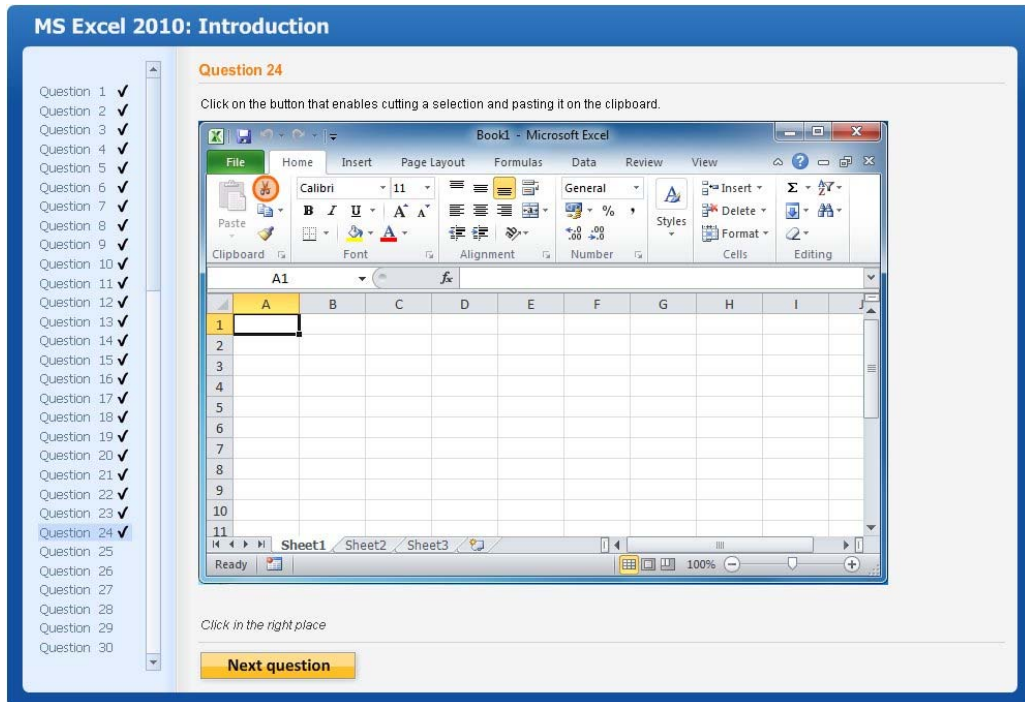 MS Excel 2010: Introduction
Question 1
Question 2
Question 3
Question 4
Question 5
Question 6
Question 7
Question 8
Question 9
Question 10
Question 11
Question 12
Question 13
Question 14
Question 15
Question 16
Question 17
Question 18
Question 19
Question 20
Question 21
Question 22
Question 23
Question 24
Question 25
Question 26
Question 27
Question 28
Question 29
Question 30
Question 24
Click on the button that enables cutting a selection and pasting it on the clipboard.
Book1 - Microsoft Excel
File Home Insert Page Layout Formulas Data Review View
Calibri 11 General Insert
B I U A A % , Styles Delete
Paste A .00 .00 Format
Clipboard Font Alignment Number Cells Editing
A1 fx
A B C D E F G H I J
1
2
3
4
5
6
7
8
9
10
11
Sheet1 Sheet2 Sheet3
Ready 100%
Click in the right place
Next question